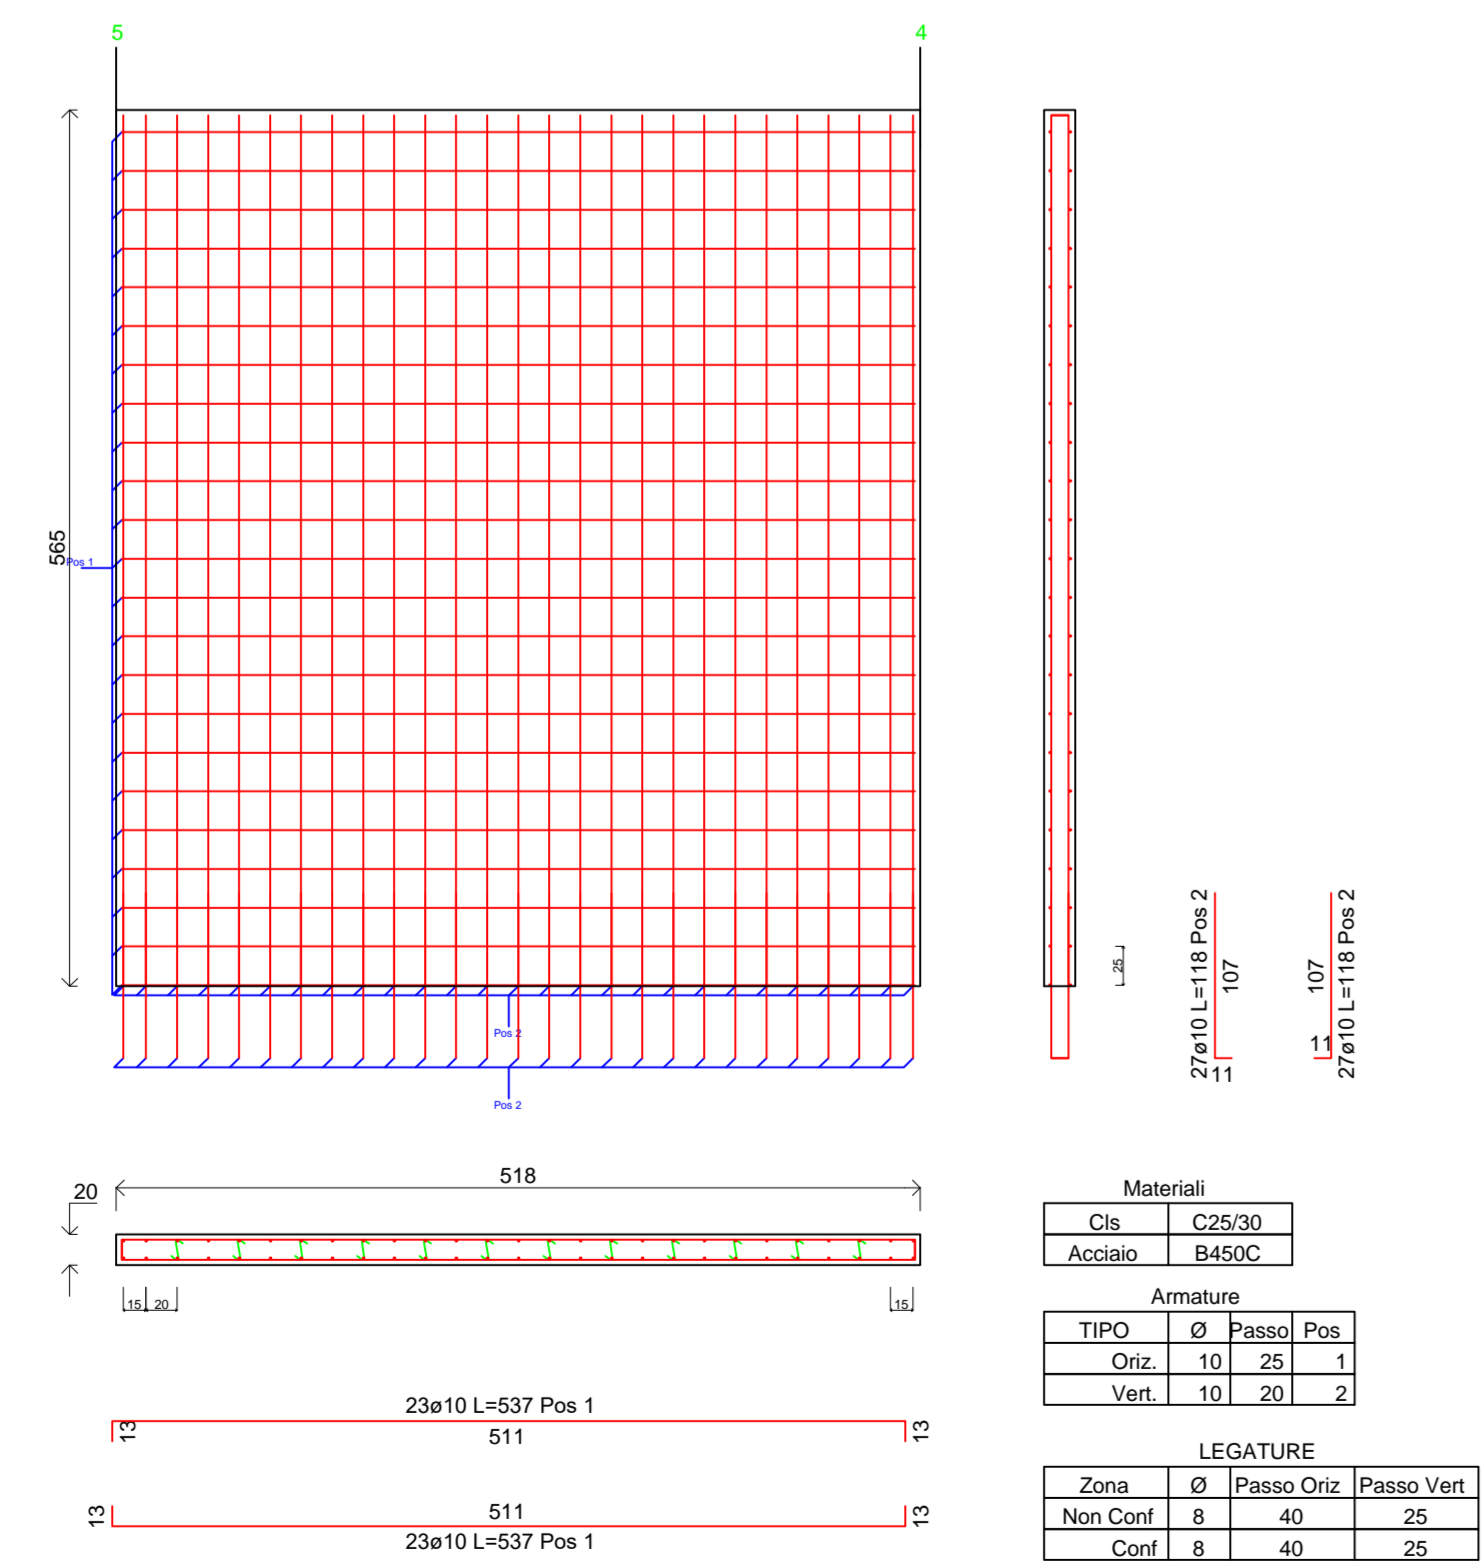 5
4
565
Pos 1
Pos 2
Pos 2
25
27ø10 L=118 Pos 2
107
11
107
11
27ø10 L=118 Pos 2
518
20
15
20
15
23ø10 L=537 Pos 1
13
511
13
13
511
13
23ø10 L=537 Pos 1
Materiali
Cls C25/30
Acciaio B450C
Armature
TIPO Ø Passo Pos
Oriz. 10 25 1
Vert. 10 20 2
LEGATURE
Zona Ø Passo Oriz Passo Vert
Non Conf 8 40 25
Conf 8 40 25